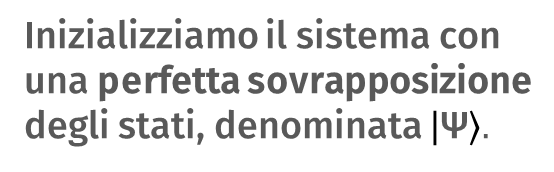 Inizializziamo il sistema con
una perfetta sovrapposizione
degli stati, denominata |Ψ⟩.